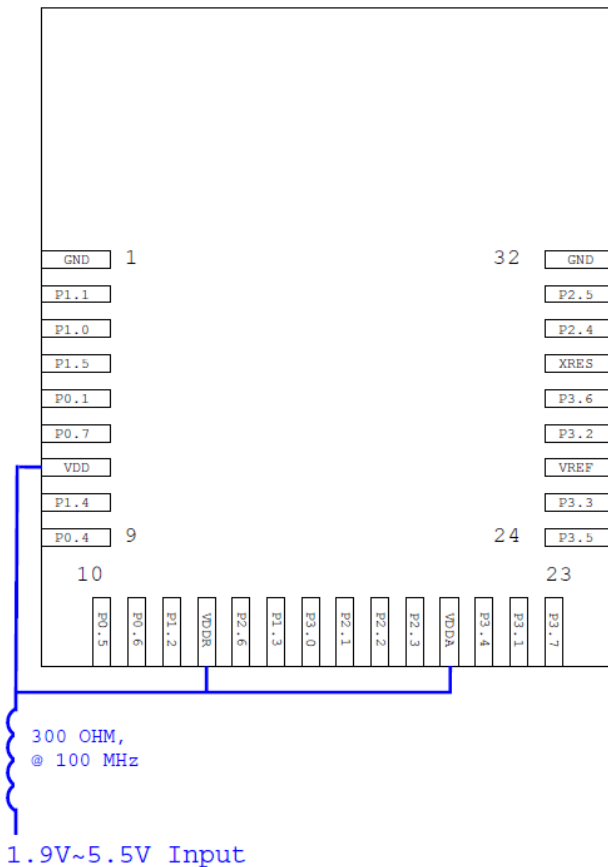 GND 1 32 GND
P1.1 P2.5
P1.0 P2.4
P1.5 XRES
P0.1 P3.6
P0.7 P3.2
VDD VREF
P1.4 P3.3
P0.4 9 24 P3.5
10 23
P0.5 P0.6 P1.2 VDDR P2.6 P1.3 P3.0 P2.1 P2.2 P2.3 VDDA P3.4 P3.1 P3.7
300 OHM,
@ 100 MHz
1.9V~5.5V Input